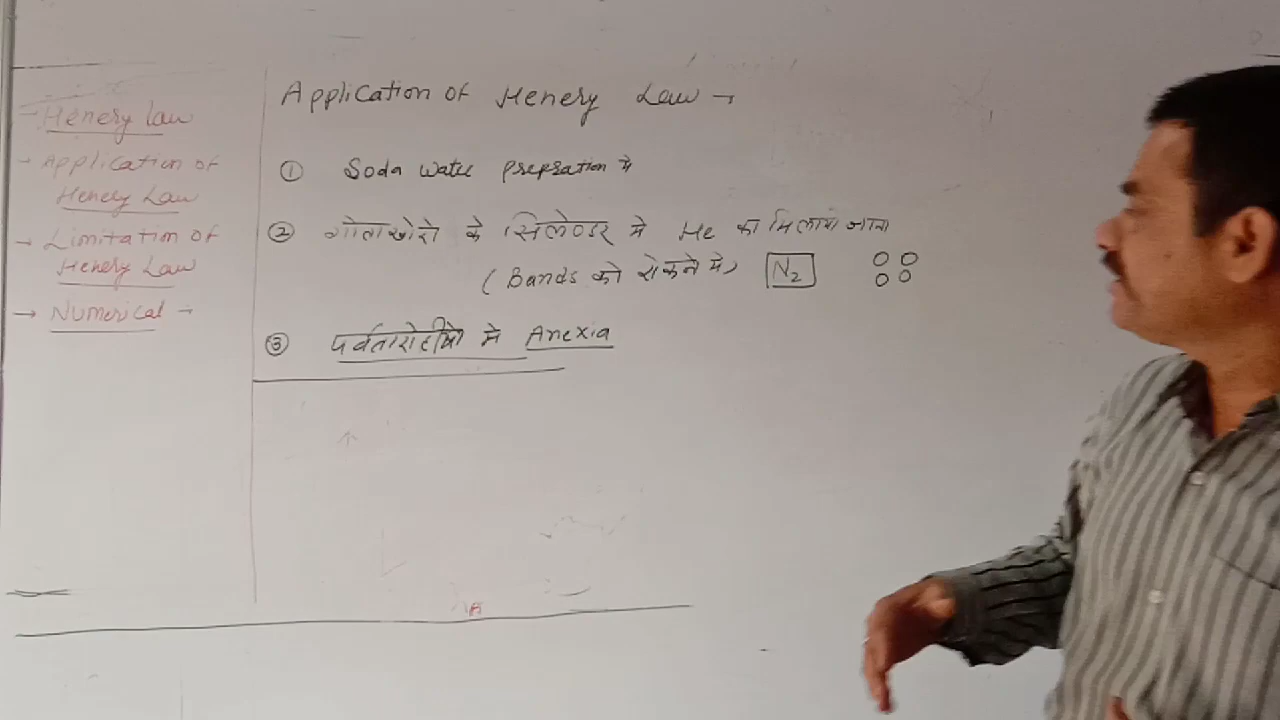 Henery law
Application of
Henery Law
Limitation of
Henery Law
Numerical
Application of Henery Law
① Soda water prepration मे
② गोताखोरो के सिलेण्डर मे He का मिलाया जाना
(Bands को रोकने मे) N2
③ पर्वतारोहीयो मे Anexia